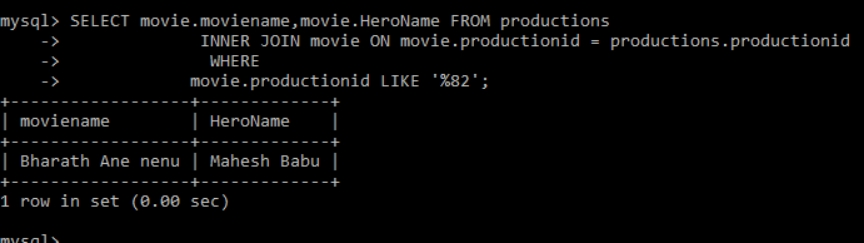 mysql> SELECT movie.moviename,movie.HeroName FROM productions
    ->                INNER JOIN movie ON movie.productionid = productions.productionid
    ->                 WHERE
    ->               movie.productionid LIKE '%82';
+------------------+-------------+
| moviename        | HeroName    |
+------------------+-------------+
| Bharath Ane nenu | Mahesh Babu |
+------------------+-------------+
1 row in set (0.00 sec)
mysql>